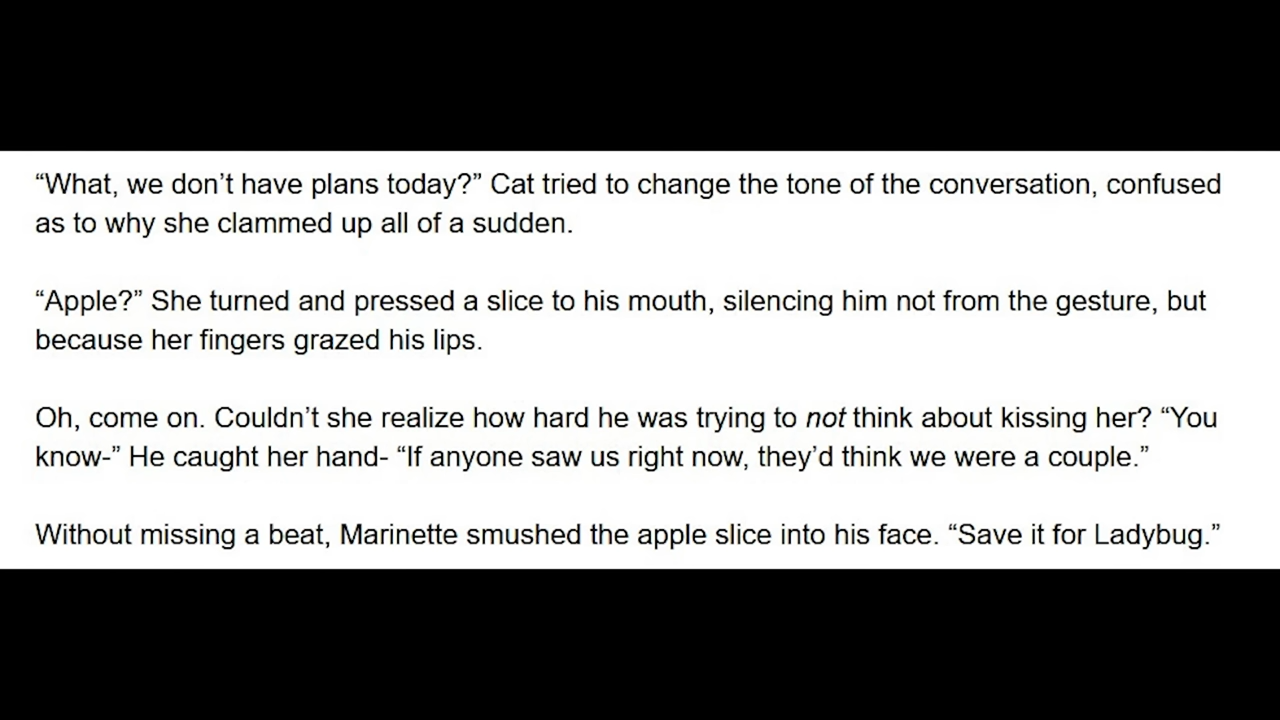 “What, we don’t have plans today?” Cat tried to change the tone of the conversation, confused
as to why she clammed up all of a sudden.
“Apple?” She turned and pressed a slice to his mouth, silencing him not from the gesture, but
because her fingers grazed his lips.
Oh, come on. Couldn’t she realize how hard he was trying to not think about kissing her? “You
know-” He caught her hand- “If anyone saw us right now, they’d think we were a couple.”
Without missing a beat, Marinette smushed the apple slice into his face. “Save it for Ladybug.”